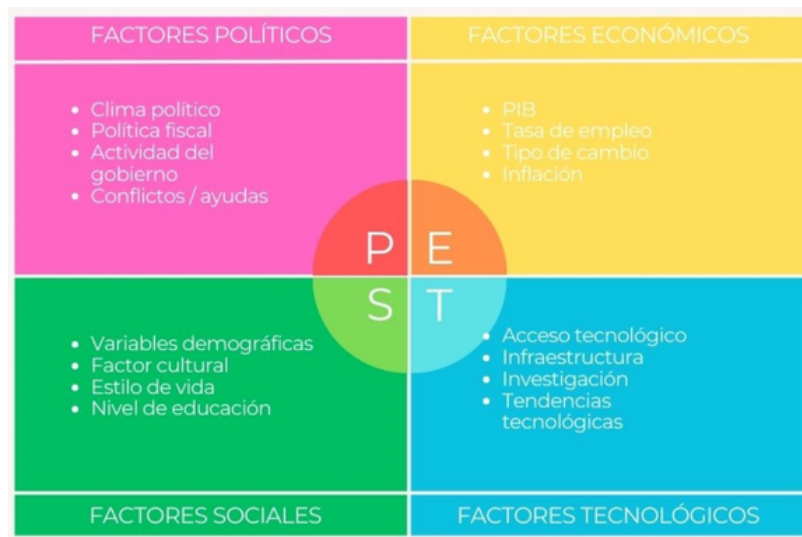 FACTORES POLÍTICOS
• Clima político
• Política fiscal
• Actividad del
gobierno
• Conflictos / ayudas
FACTORES ECONÓMICOS
• PIB
• Tasa de empleo
• Tipo de cambio
• Inflación
P E
S T
• Variables demográficas
• Factor cultural
• Estilo de vida
• Nivel de educación
FACTORES SOCIALES
• Acceso tecnológico
• Infraestructura
• Investigación
• Tendencias
tecnológicas
FACTORES TECNOLÓGICOS